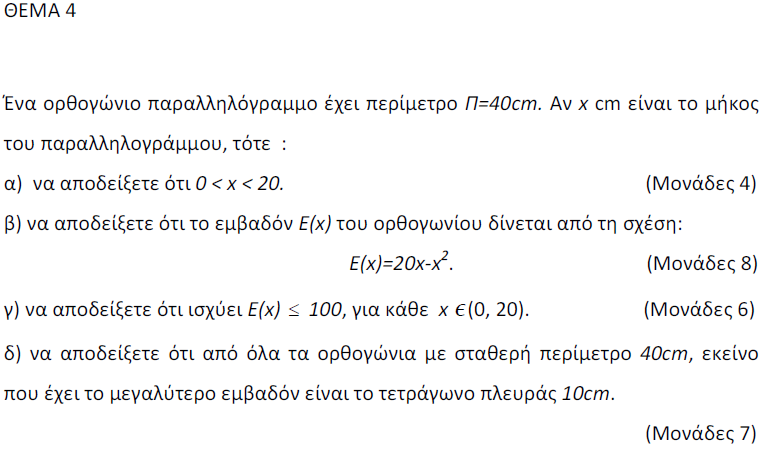 ΘΕΜΑ 4
Ένα ορθογώνιο παραλληλόγραμμο έχει περίμετρο Π=40cm. Αν x cm είναι το μήκος
του παραλληλογράμμου, τότε :
α) να αποδείξετε ότι 0 < x < 20. (Μονάδες 4)
β) να αποδείξετε ότι το εμβαδόν Ε(x) του ορθογωνίου δίνεται από τη σχέση:
Ε(x)=20x-x². (Μονάδες 8)
γ) να αποδείξετε ότι ισχύει Ε(x) ≤ 100, για κάθε x ϵ(0, 20). (Μονάδες 6)
δ) να αποδείξετε ότι από όλα τα ορθογώνια με σταθερή περίμετρο 40cm, εκείνο
που έχει το μεγαλύτερο εμβαδόν είναι το τετράγωνο πλευράς 10cm.
(Μονάδες 7)